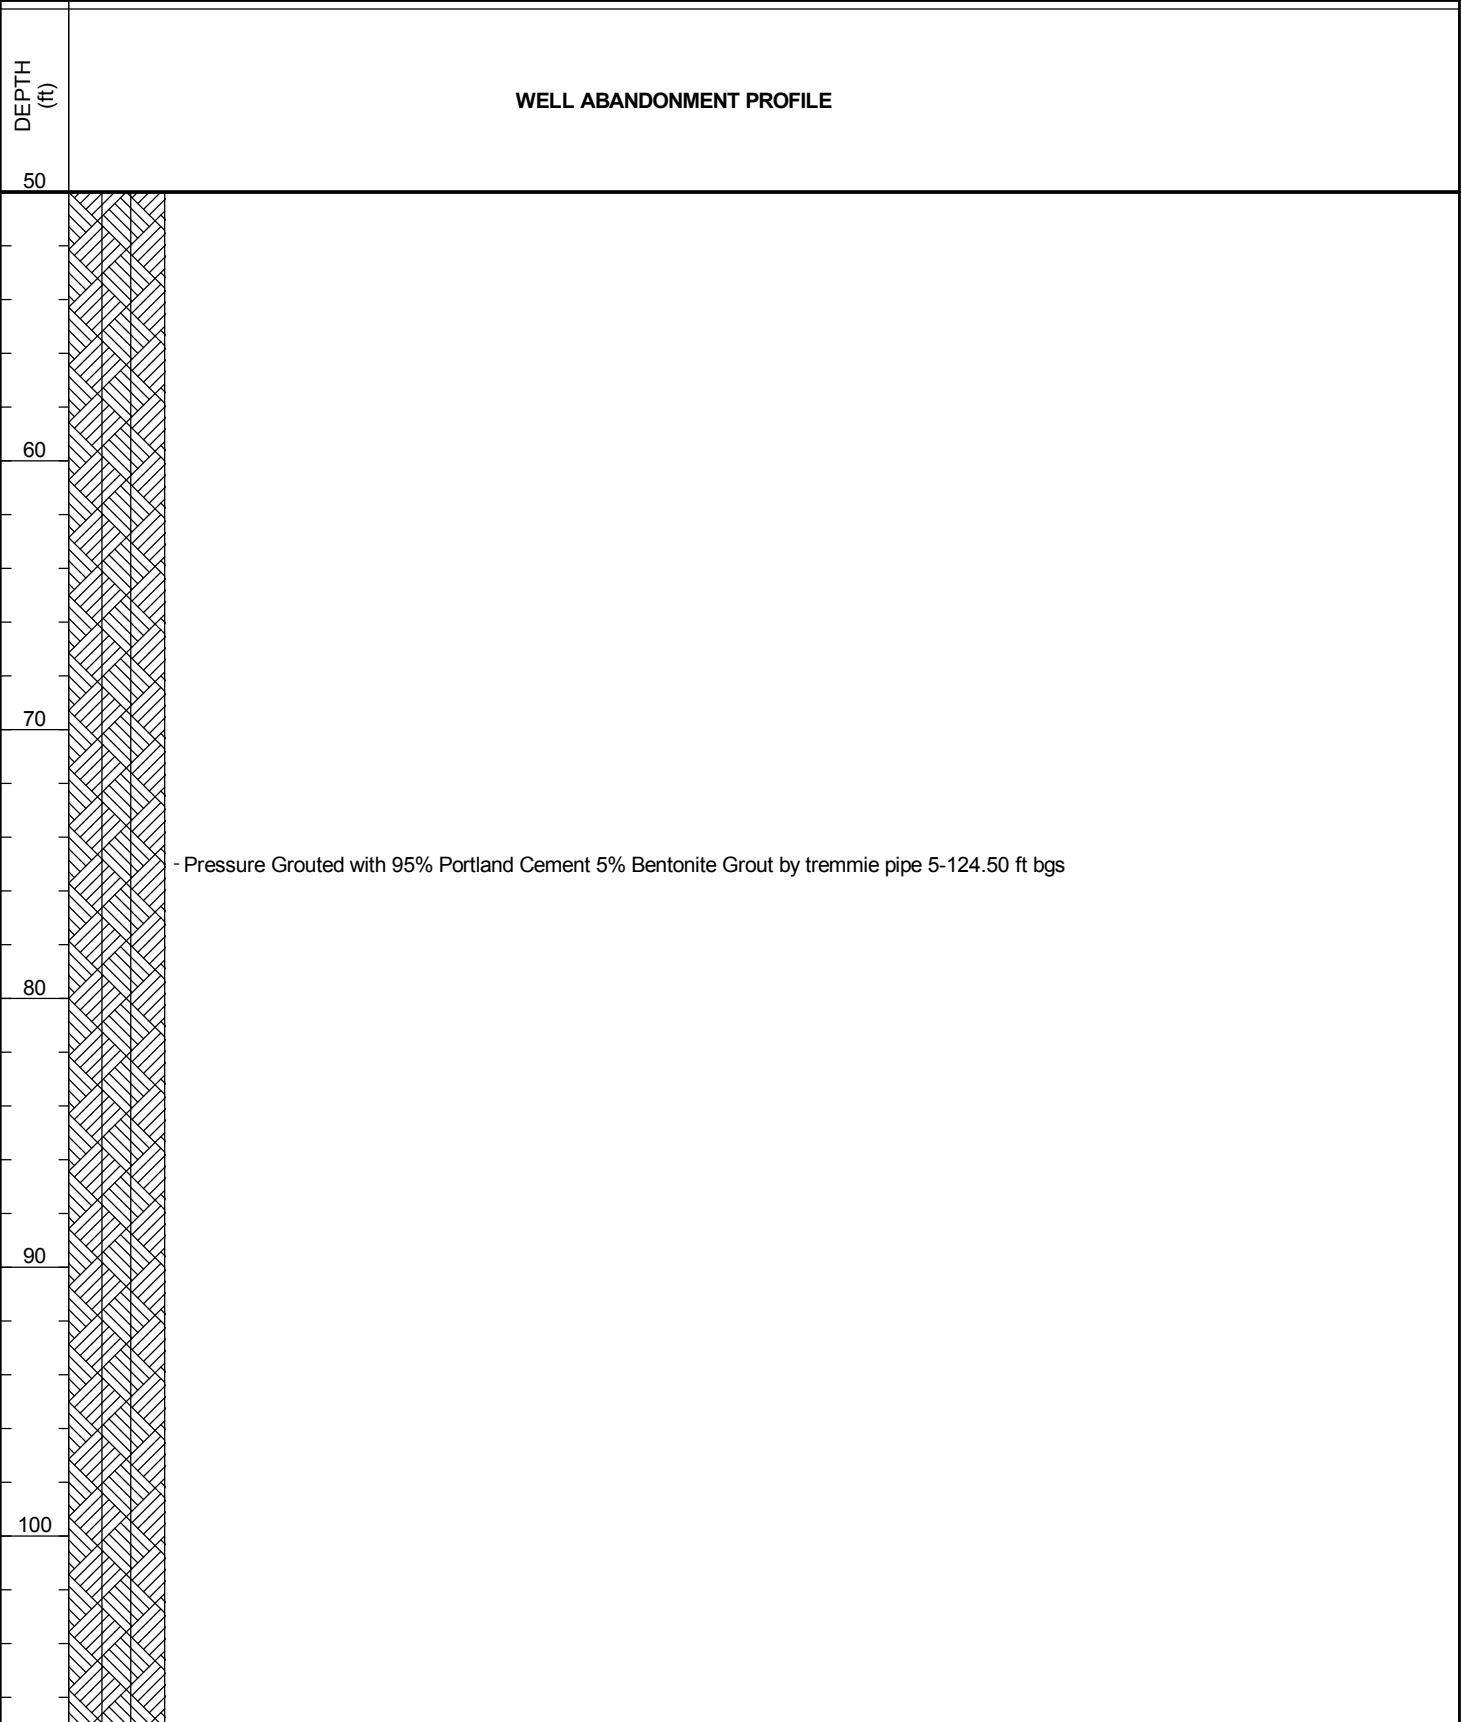 DEPTH
(ft)
WELL ABANDONMENT PROFILE
50
60
70
- Pressure Grouted with 95% Portland Cement 5% Bentonite Grout by tremmie pipe 5-124.50 ft bgs
80
90
100